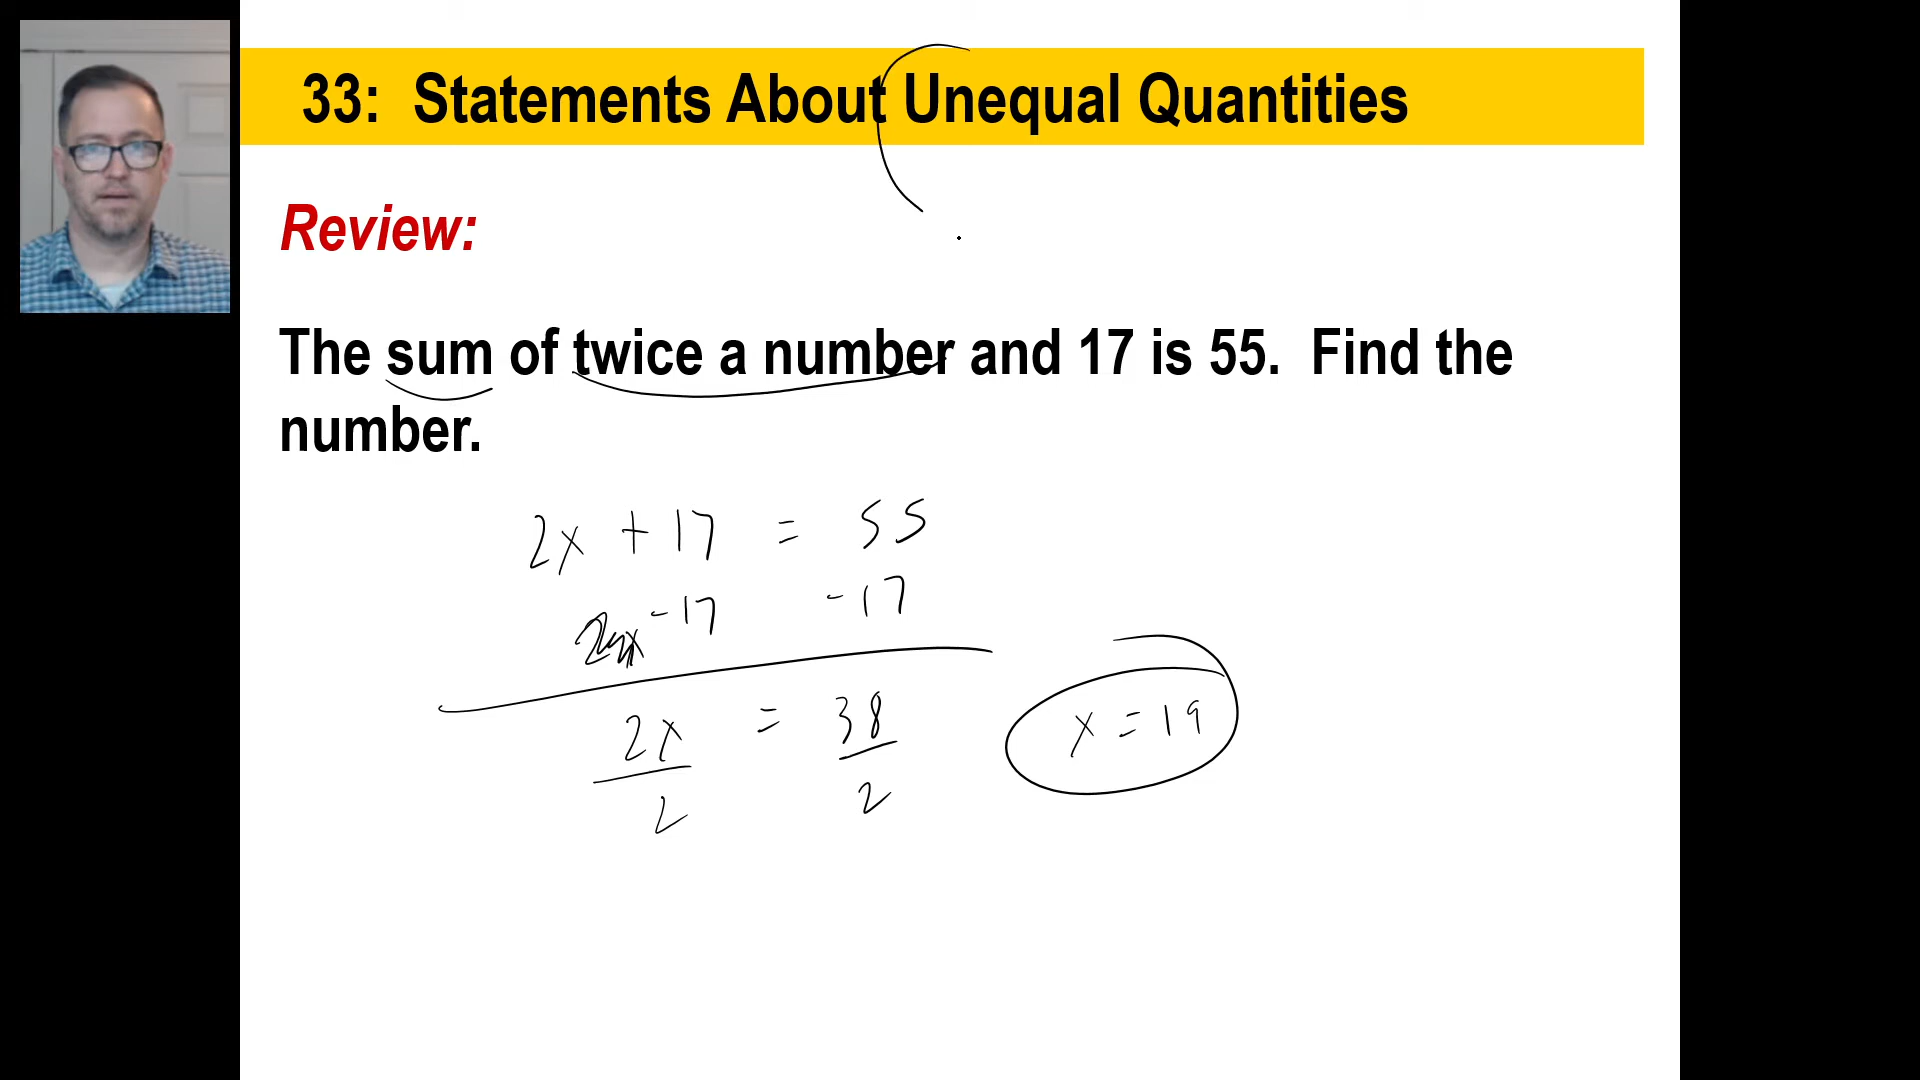 33: Statements About Unequal Quantities
Review:
The sum of twice a number and 17 is 55. Find the
number.
2x + 17 = 55
-17 -17
2x = 38
2 2
x = 19